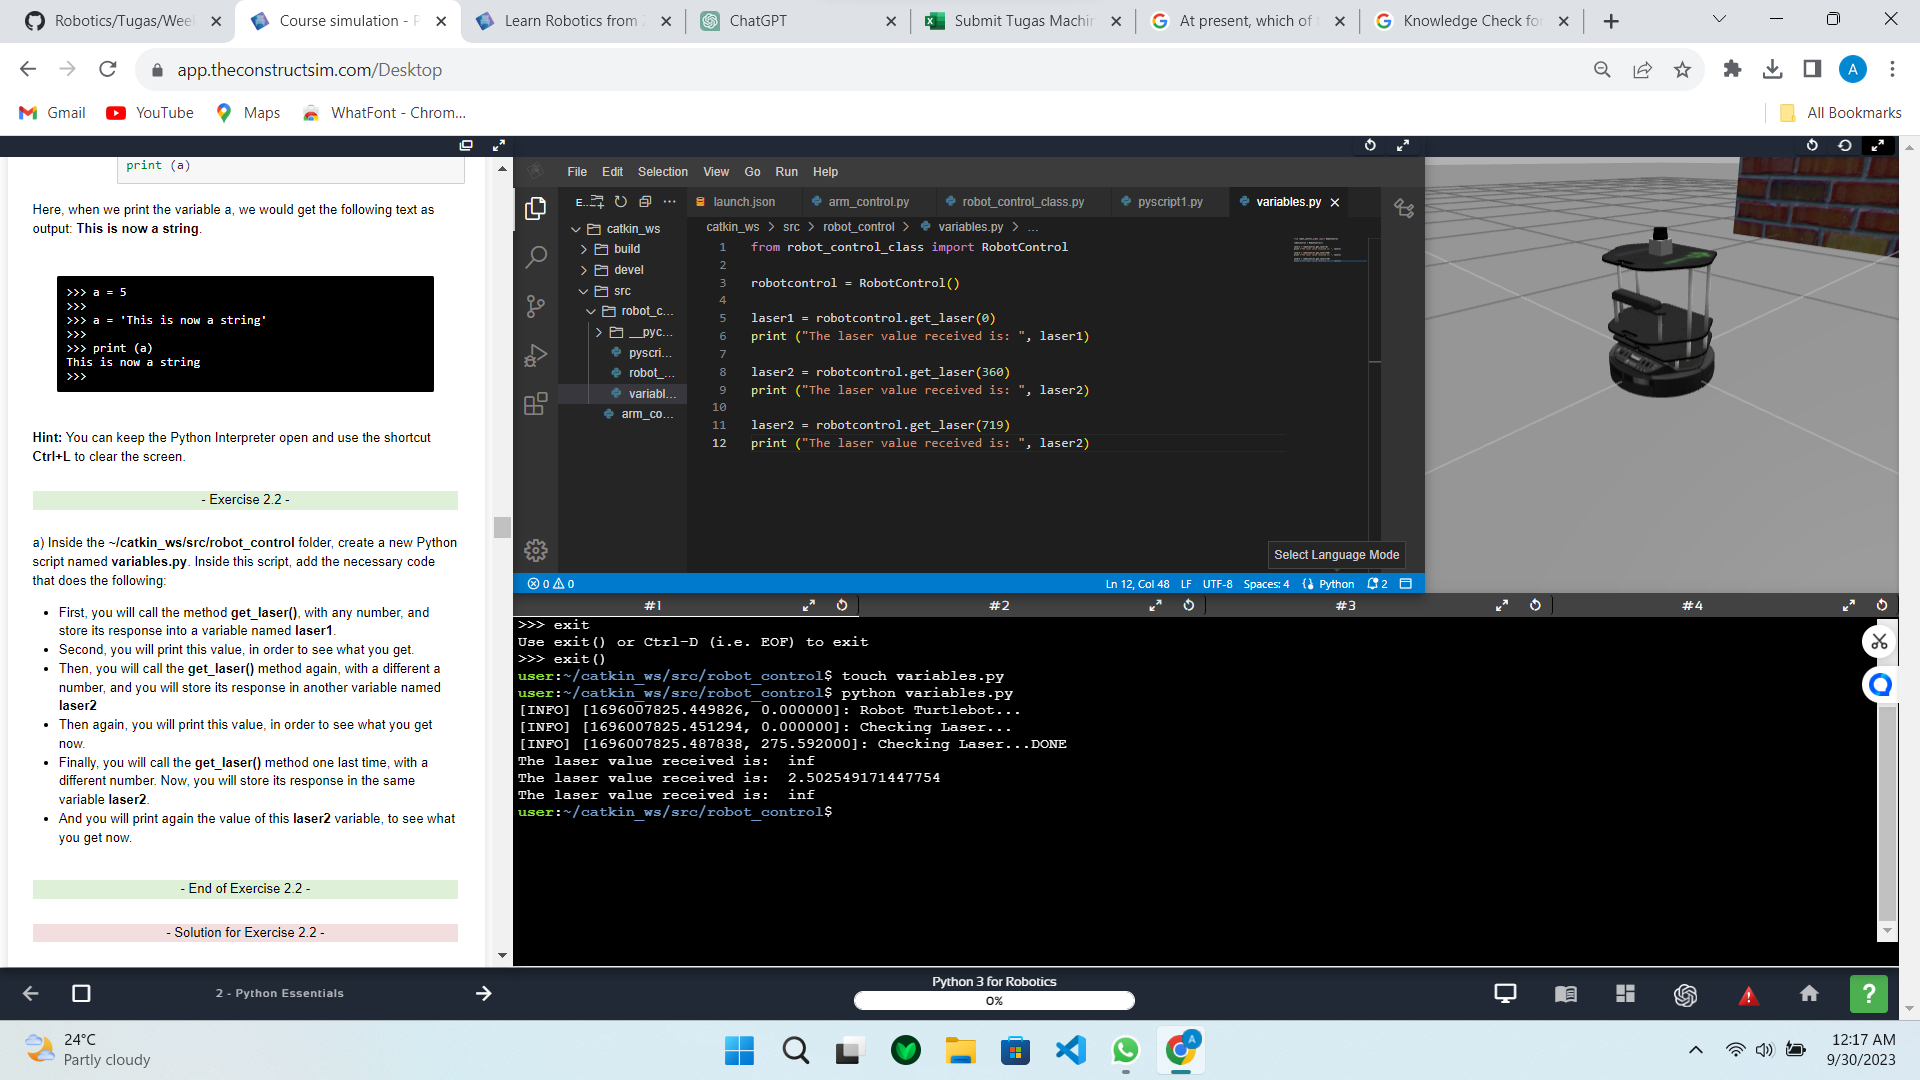 Robotics/Tugas/Wee
Course simulation - P
Learn Robotics from Z
ChatGPT
Submit Tugas Machin
At present, which of t
Knowledge Check fo
app.theconstructsim.com/Desktop
A
Gmail
YouTube
Maps
WhatFont - Chrom...
All Bookmarks
print (a)
Here, when we print the variable a, we would get the following text as
output: This is now a string.
>>> a = 5
>>>
>>> a = 'This is now a string'
>>>
>>> print (a)
This is now a string
>>>
Hint: You can keep the Python Interpreter open and use the shortcut
Ctrl+L to clear the screen.
- Exercise 2.2 -
a) Inside the ~/catkin_ws/src/robot_control folder, create a new Python
script named variables.py. Inside this script, add the necessary code
that does the following:
First, you will call the method get_laser(), with any number, and
store its response into a variable named laser1.
Second, you will print this value, in order to see what you get.
Then, you will call the get_laser() method again, with a different a
number, and you will store its response in another variable named
laser2
Then again, you will print this value, in order to see what you get
now.
Finally, you will call the get_laser() method one last time, with a
different number. Now, you will store its response in the same
variable laser2.
And you will print again the value of this laser2 variable, to see what
you get now.
- End of Exercise 2.2 -
- Solution for Exercise 2.2 -
File Edit Selection View Go Run Help
E...
launch.json
arm_control.py
robot_control_class.py
pyscript1.py
variables.py
catkin_ws
build
devel
src
robot_c...
__pyc...
pyscri...
robot_...
variabl...
arm_co...
catkin_ws > src > robot_control > variables.py > ...
1 from robot_control_class import RobotControl
2
3 robotcontrol = RobotControl()
4
5 laser1 = robotcontrol.get_laser(0)
6 print ("The laser value received is: ", laser1)
7
8 laser2 = robotcontrol.get_laser(360)
9 print ("The laser value received is: ", laser2)
10
11 laser2 = robotcontrol.get_laser(719)
12 print ("The laser value received is: ", laser2)
Select Language Mode
0 0
Ln 12, Col 48 LF UTF-8 Spaces: 4 Python 2
#1
#2
#3
#4
>>> exit
Use exit() or Ctrl-D (i.e. EOF) to exit
>>> exit()
user:~/catkin_ws/src/robot_control$ touch variables.py
user:~/catkin_ws/src/robot_control$ python variables.py
[INFO] [1696007825.449826, 0.000000]: Robot Turtlebot...
[INFO] [1696007825.451294, 0.000000]: Checking Laser...
[INFO] [1696007825.487838, 275.592000]: Checking Laser...DONE
The laser value received is:  inf
The laser value received is:  2.502549171447754
The laser value received is:  inf
user:~/catkin_ws/src/robot_control$
2 - Python Essentials
Python 3 for Robotics
0%
?
24°C
Partly cloudy
A
12:17 AM
9/30/2023